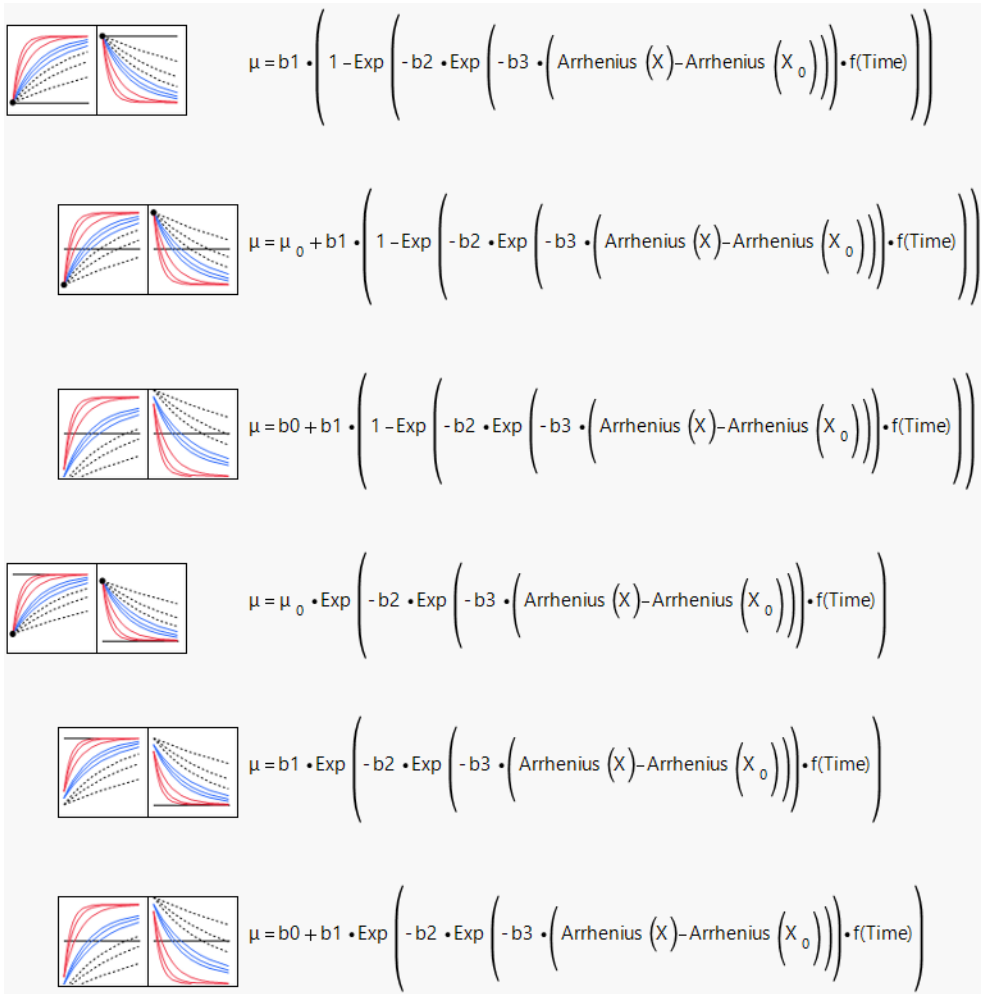 μ = b1 • (1 – Exp (- b2 • Exp (- b3 • (Arrhenius (X) – Arrhenius (X₀))) • f(Time)))
μ = μ₀ + b1 • (1 – Exp (- b2 • Exp (- b3 • (Arrhenius (X) – Arrhenius (X₀))) • f(Time)))
μ = b0 + b1 • (1 – Exp (- b2 • Exp (- b3 • (Arrhenius (X) – Arrhenius (X₀))) • f(Time)))
μ = μ₀ • Exp (- b2 • Exp (- b3 • (Arrhenius (X) – Arrhenius (X₀))) • f(Time))
μ = b1 • Exp (- b2 • Exp (- b3 • (Arrhenius (X) – Arrhenius (X₀))) • f(Time))
μ = b0 + b1 • Exp (- b2 • Exp (- b3 • (Arrhenius (X) – Arrhenius (X₀))) • f(Time))